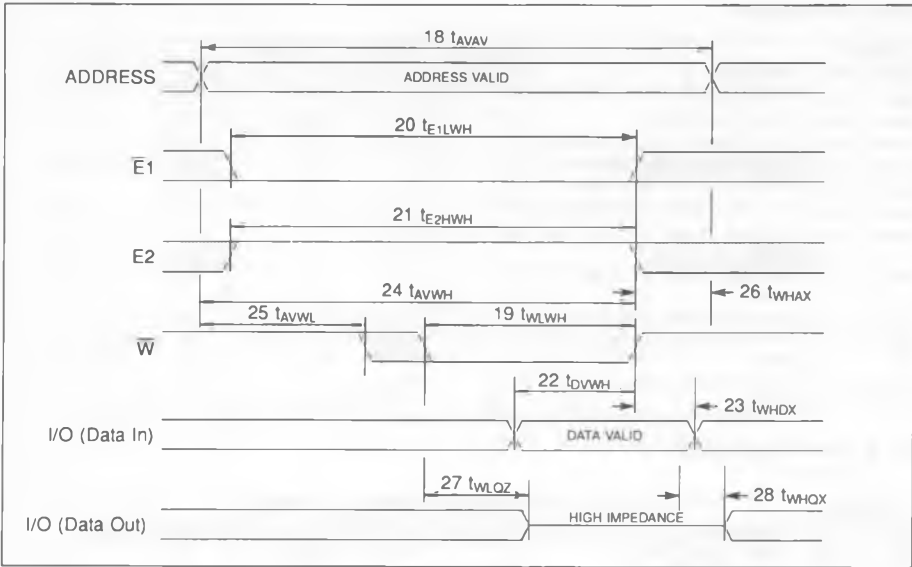 18 tAVAV
ADDRESS
ADDRESS VALID
20 tE1LWH
E1
21 tE2HWH
E2
24 tAVWH
26 tWHAX
25 tAVWL
19 tWLWH
W
22 tDVWH
23 tWHDX
I/O (Data In)
DATA VALID
27 tWLQZ
28 tWHQX
I/O (Data Out)
HIGH IMPEDANCE